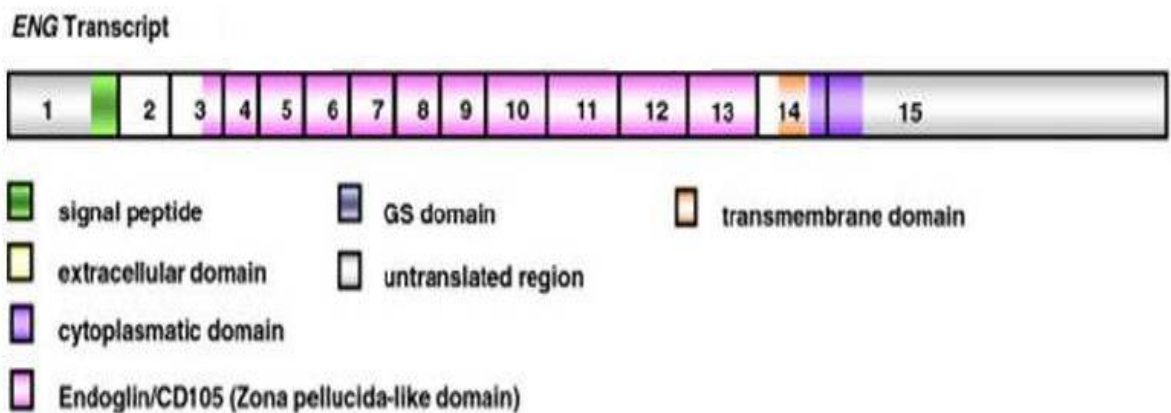 ENG Transcript
1 2 3 4 5 6 7 8 9 10 11 12 13 14 15
signal peptide GS domain transmembrane domain
extracellular domain untranslated region
cytoplasmatic domain
Endoglin/CD105 (Zona pellucida-like domain)